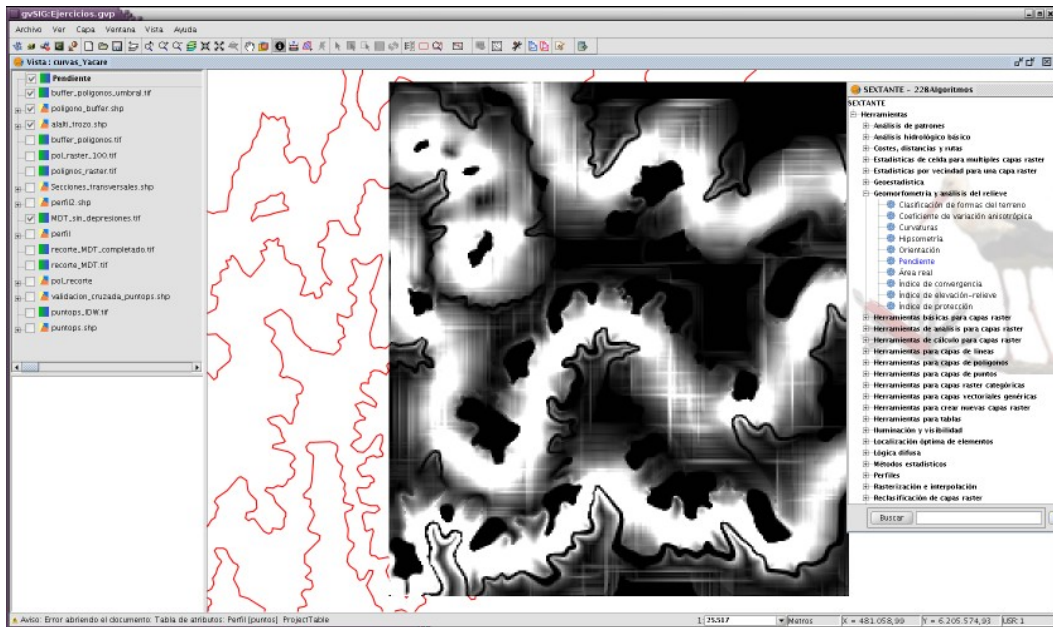 gvSIG:Ejercicios.gvp
Archivo Ver Capa Ventana Vista Ayuda
Vista : curvas_Yacare
Pendiente
buffer_poligonos_umbral.tif
poligono_buffer.shp
alalti_trozo.shp
buffer_poligonos.tif
pol_raster_100.tif
polignos_raster.tif
Secciones_transversales.shp
perfil2.shp
MDT_sin_depresiones.tif
perfil
recorte_MDT_completado.tif
recorte_MDT.tif
pol_recorte
validacion_cruzada_puntops.shp
puntops_IDW.tif
puntops.shp
SEXTANTE - 228Algoritmos
SEXTANTE
Herramientas
Análisis de patrones
Análisis hidrológico básico
Costes, distancias y rutas
Estadísticas de celda para multiples capas raster
Estadísticas por vecindad para una capa raster
Geoestadística
Geomorfometría y análisis del relieve
Clasificación de formas del terreno
Coeficiente de variación anisotrópica
Curvaturas
Hipsometría
Orientación
Pendiente
Área real
Índice de convergencia
Índice de elevación-relieve
Índice de protección
Herramientas básicas para capas raster
Herramientas de análisis para capas raster
Herramientas de cálculo para capas raster
Herramientas para capas de líneas
Herramientas para capas de polígonos
Herramientas para capas de puntos
Herramientas para capas raster categóricas
Herramientas para capas vectoriales genéricas
Herramientas para crear nuevas capas raster
Herramientas para tablas
Iluminación y visibilidad
Localización óptima de elementos
Lógica difusa
Métodos estadísticos
Perfiles
Rasterización e interpolación
Reclasificación de capas raster
Buscar
Aviso: Error abriendo el documento: Tabla de atributos: Perfil [puntos] ProjectTable
1: 25.517 Metros X = 481.058,99 Y = 6.205.574,93 USR:1